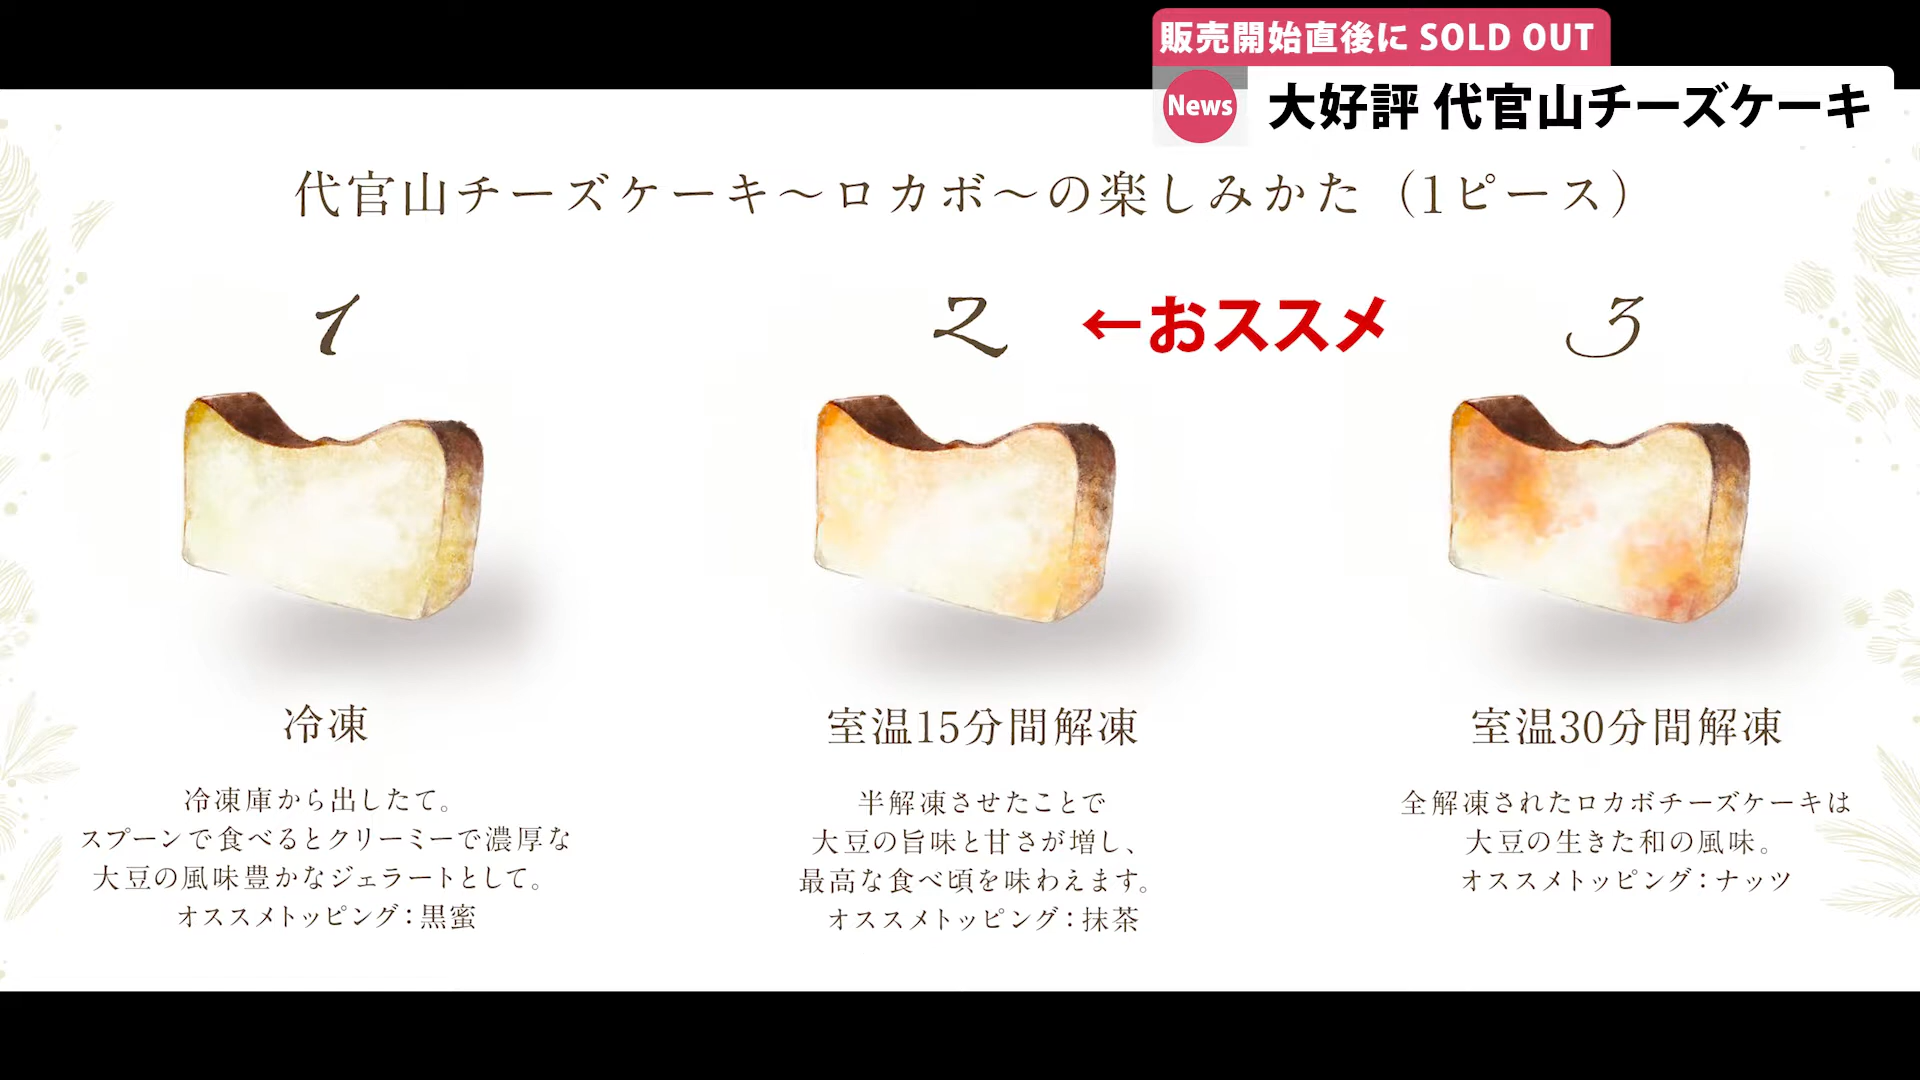 販売開始直後に SOLD OUT
News
大好評 代官山チーズケーキ
代官山チーズケーキ〜ロカボ〜の楽しみかた（1ピース）
1
2
←おススメ
3
冷凍
冷凍庫から出したて。
スプーンで食べるとクリーミーで濃厚な
大豆の風味豊かなジェラートとして。
オススメトッピング：黒蜜
室温15分間解凍
半解凍させたことで
大豆の旨味と甘さが増し、
最高な食べ頃を味わえます。
オススメトッピング：抹茶
室温30分間解凍
全解凍されたロカボチーズケーキは
大豆の生きた和の風味。
オススメトッピング：ナッツ